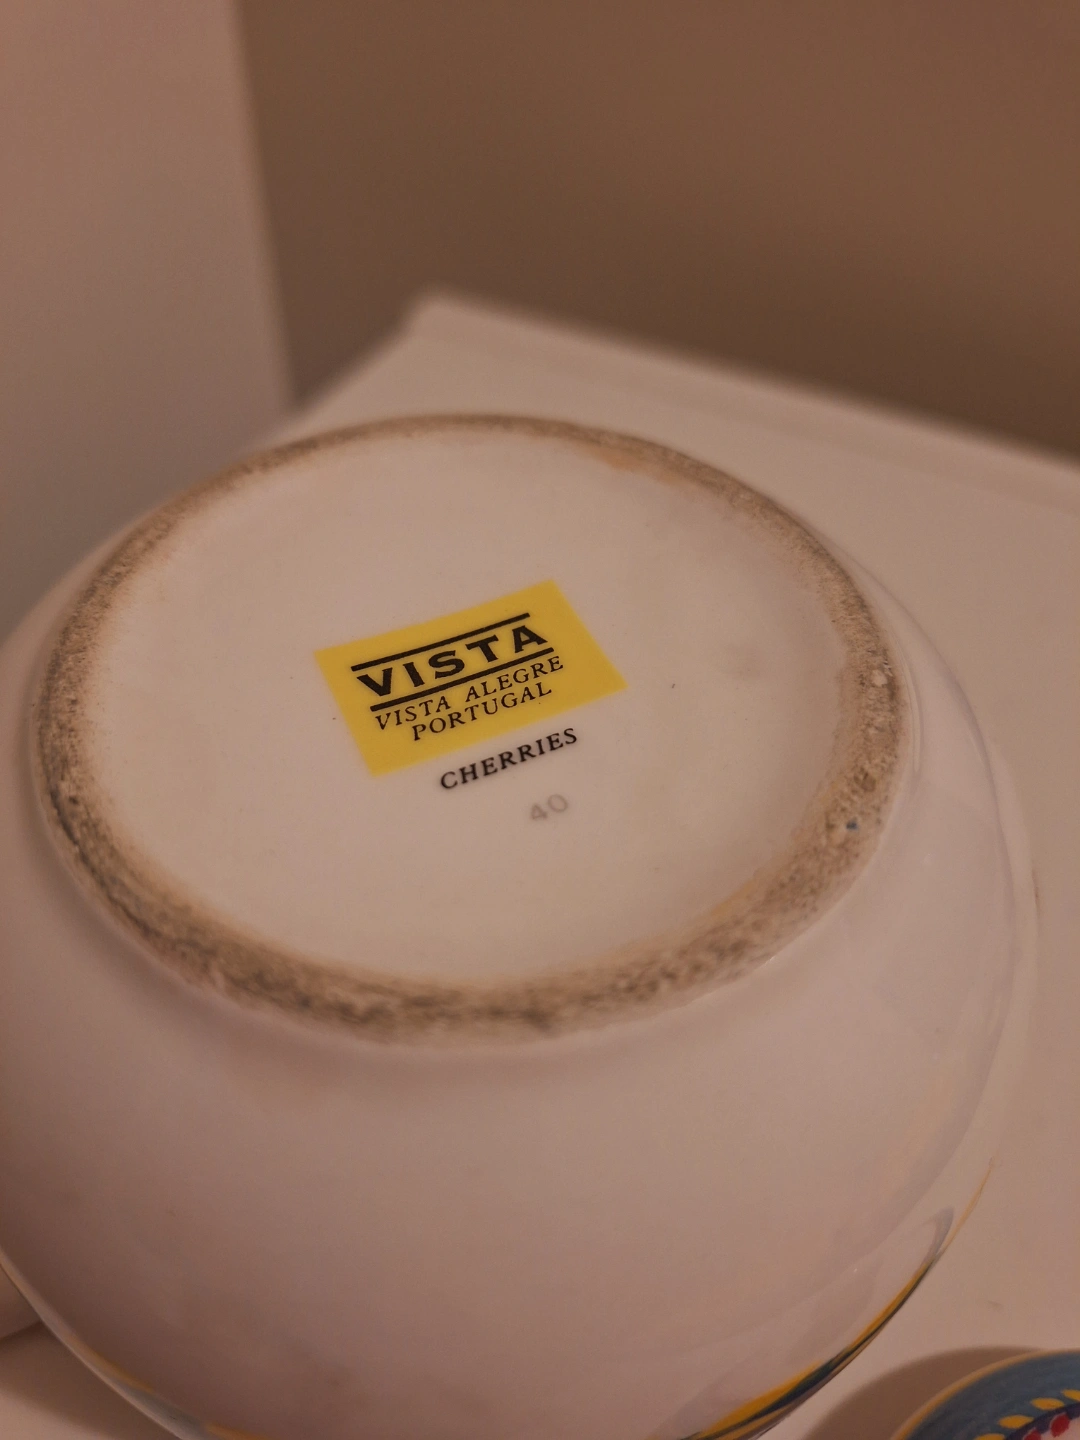 VISTA
VISTA ALEGRE
PORTUGAL
CHERRIES
40